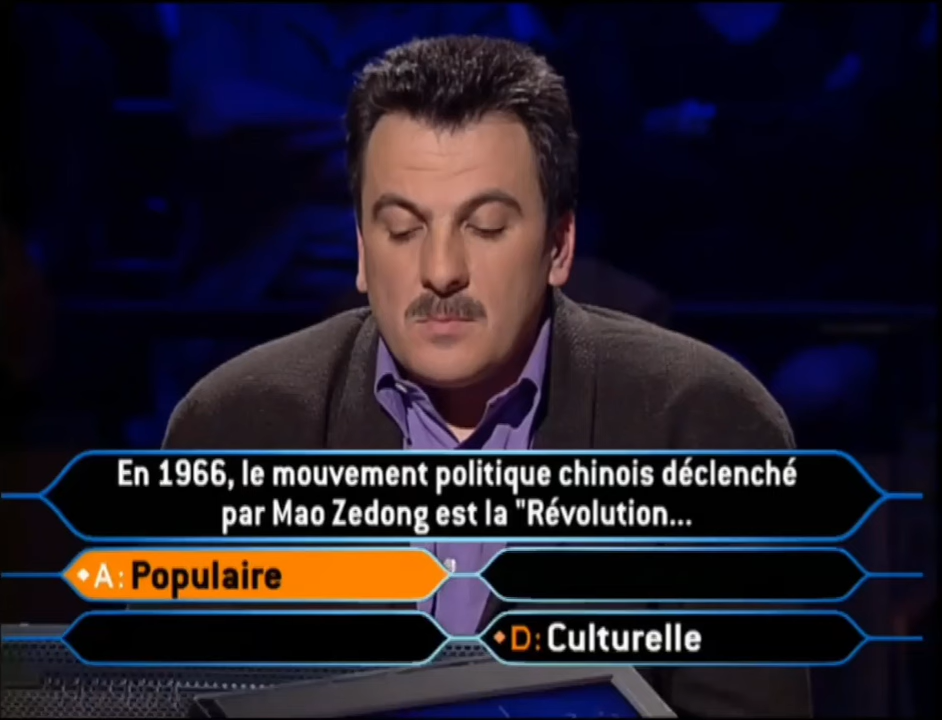 En 1966, le mouvement politique chinois déclenché
par Mao Zedong est la "Révolution...
A: Populaire
D: Culturelle